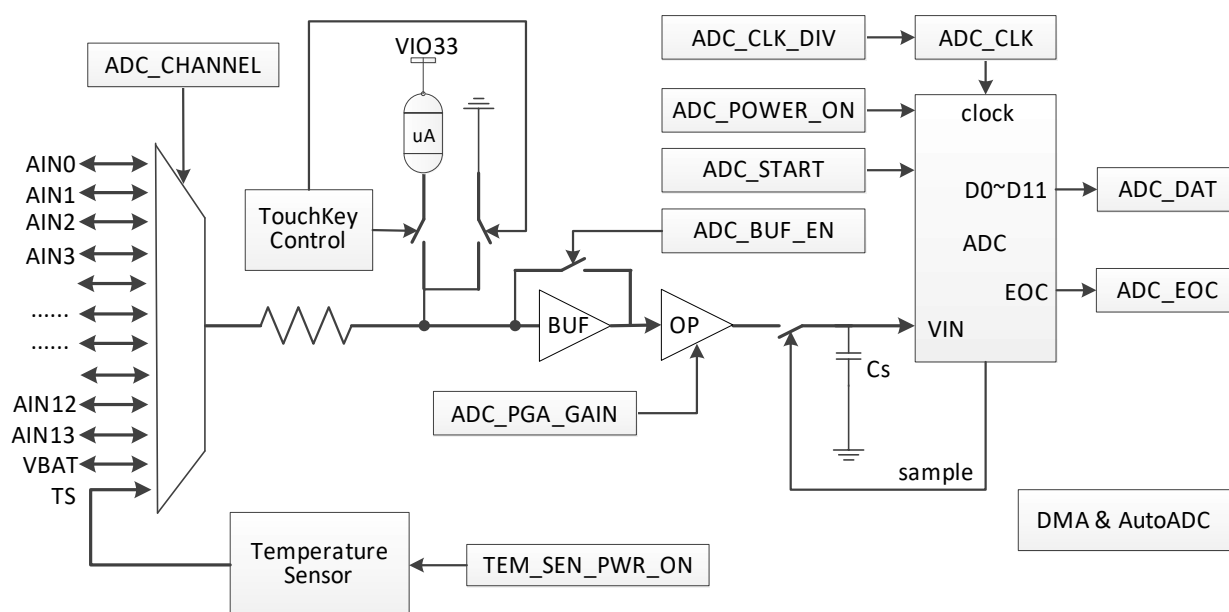 ADC_CHANNEL
VIO33
uA
TouchKey
Control
ADC_CLK_DIV
ADC_CLK
ADC_POWER_ON
clock
ADC_START
D0~D11
ADC_DAT
ADC_BUF_EN
ADC
EOC
ADC_EOC
AIN0
AIN1
AIN2
AIN3
......
......
AIN12
AIN13
VBAT
TS
BUF
OP
VIN
Cs
ADC_PGA_GAIN
sample
Temperature
Sensor
TEM_SEN_PWR_ON
DMA & AutoADC